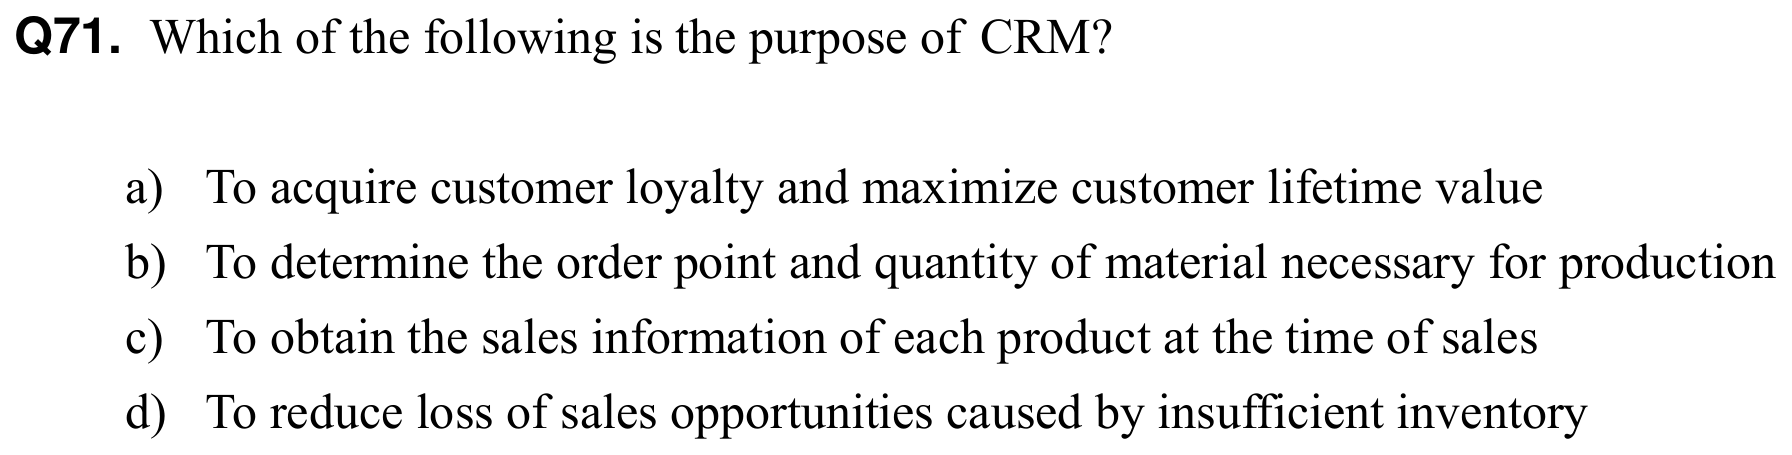 Q71. Which of the following is the purpose of CRM?
a) To acquire customer loyalty and maximize customer lifetime value
b) To determine the order point and quantity of material necessary for production
c) To obtain the sales information of each product at the time of sales
d) To reduce loss of sales opportunities caused by insufficient inventory